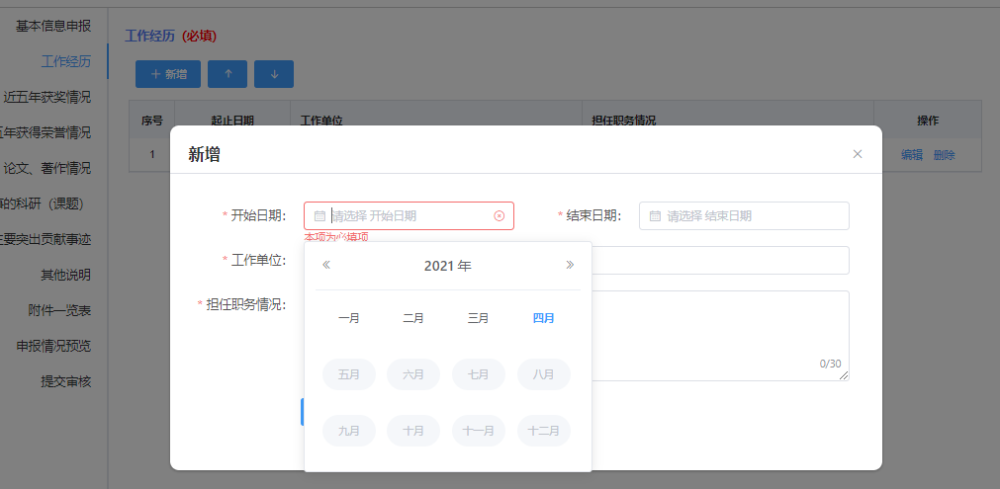 基本信息申报
工作经历
近五年获奖情况
五年获得荣誉情况
论文、著作情况
的科研（课题）
主要突出贡献事迹
其他说明
附件一览表
申报情况预览
提交审核
工作经历 (必填)
+ 新增 ↑ ↓
序号 起止日期 工作单位 担任职务情况 操作
1 编辑 删除
新增
* 开始日期: 请选择 开始日期 * 结束日期: 请选择 结束日期
本项为必填项
* 工作单位:
* 担任职务情况:
0/30
2021 年
一月 二月 三月 四月
五月 六月 七月 八月
九月 十月 十一月 十二月